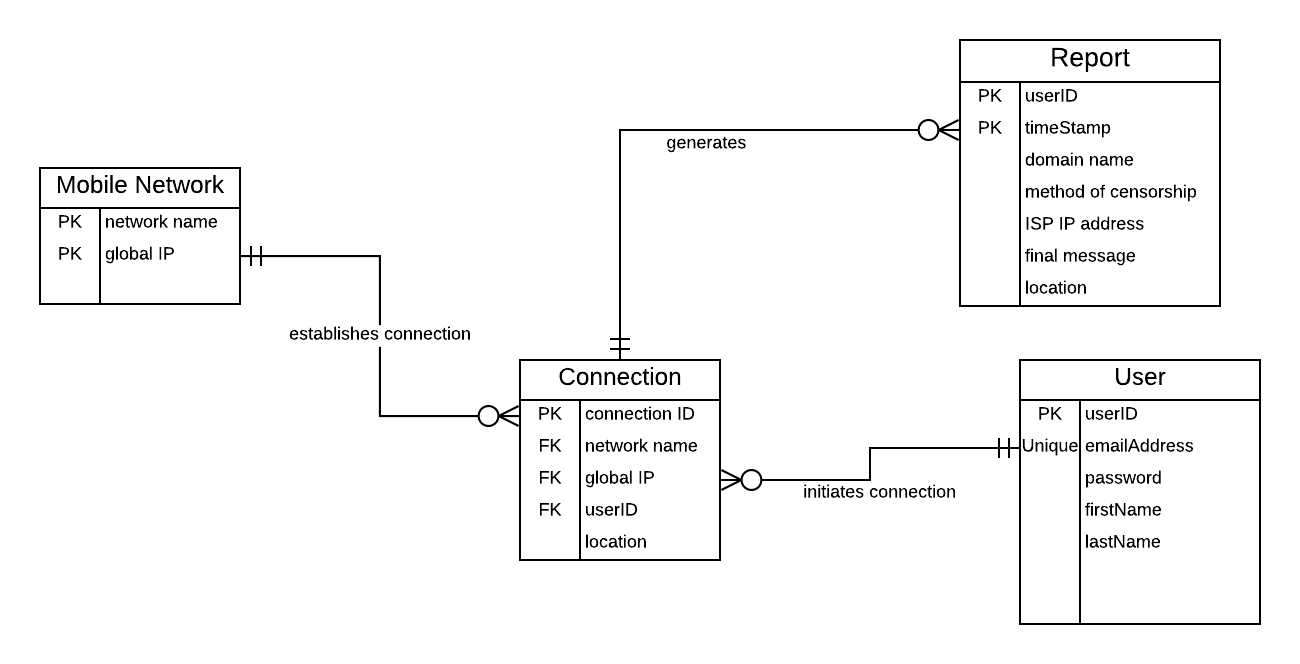 Report
PK userID
PK timeStamp
domain name
method of censorship
ISP IP address
final message
location
generates
Mobile Network
PK network name
PK global IP
establishes connection
Connection
PK connection ID
FK network name
FK global IP
FK userID
location
initiates connection
User
PK userID
Unique emailAddress
password
firstName
lastName